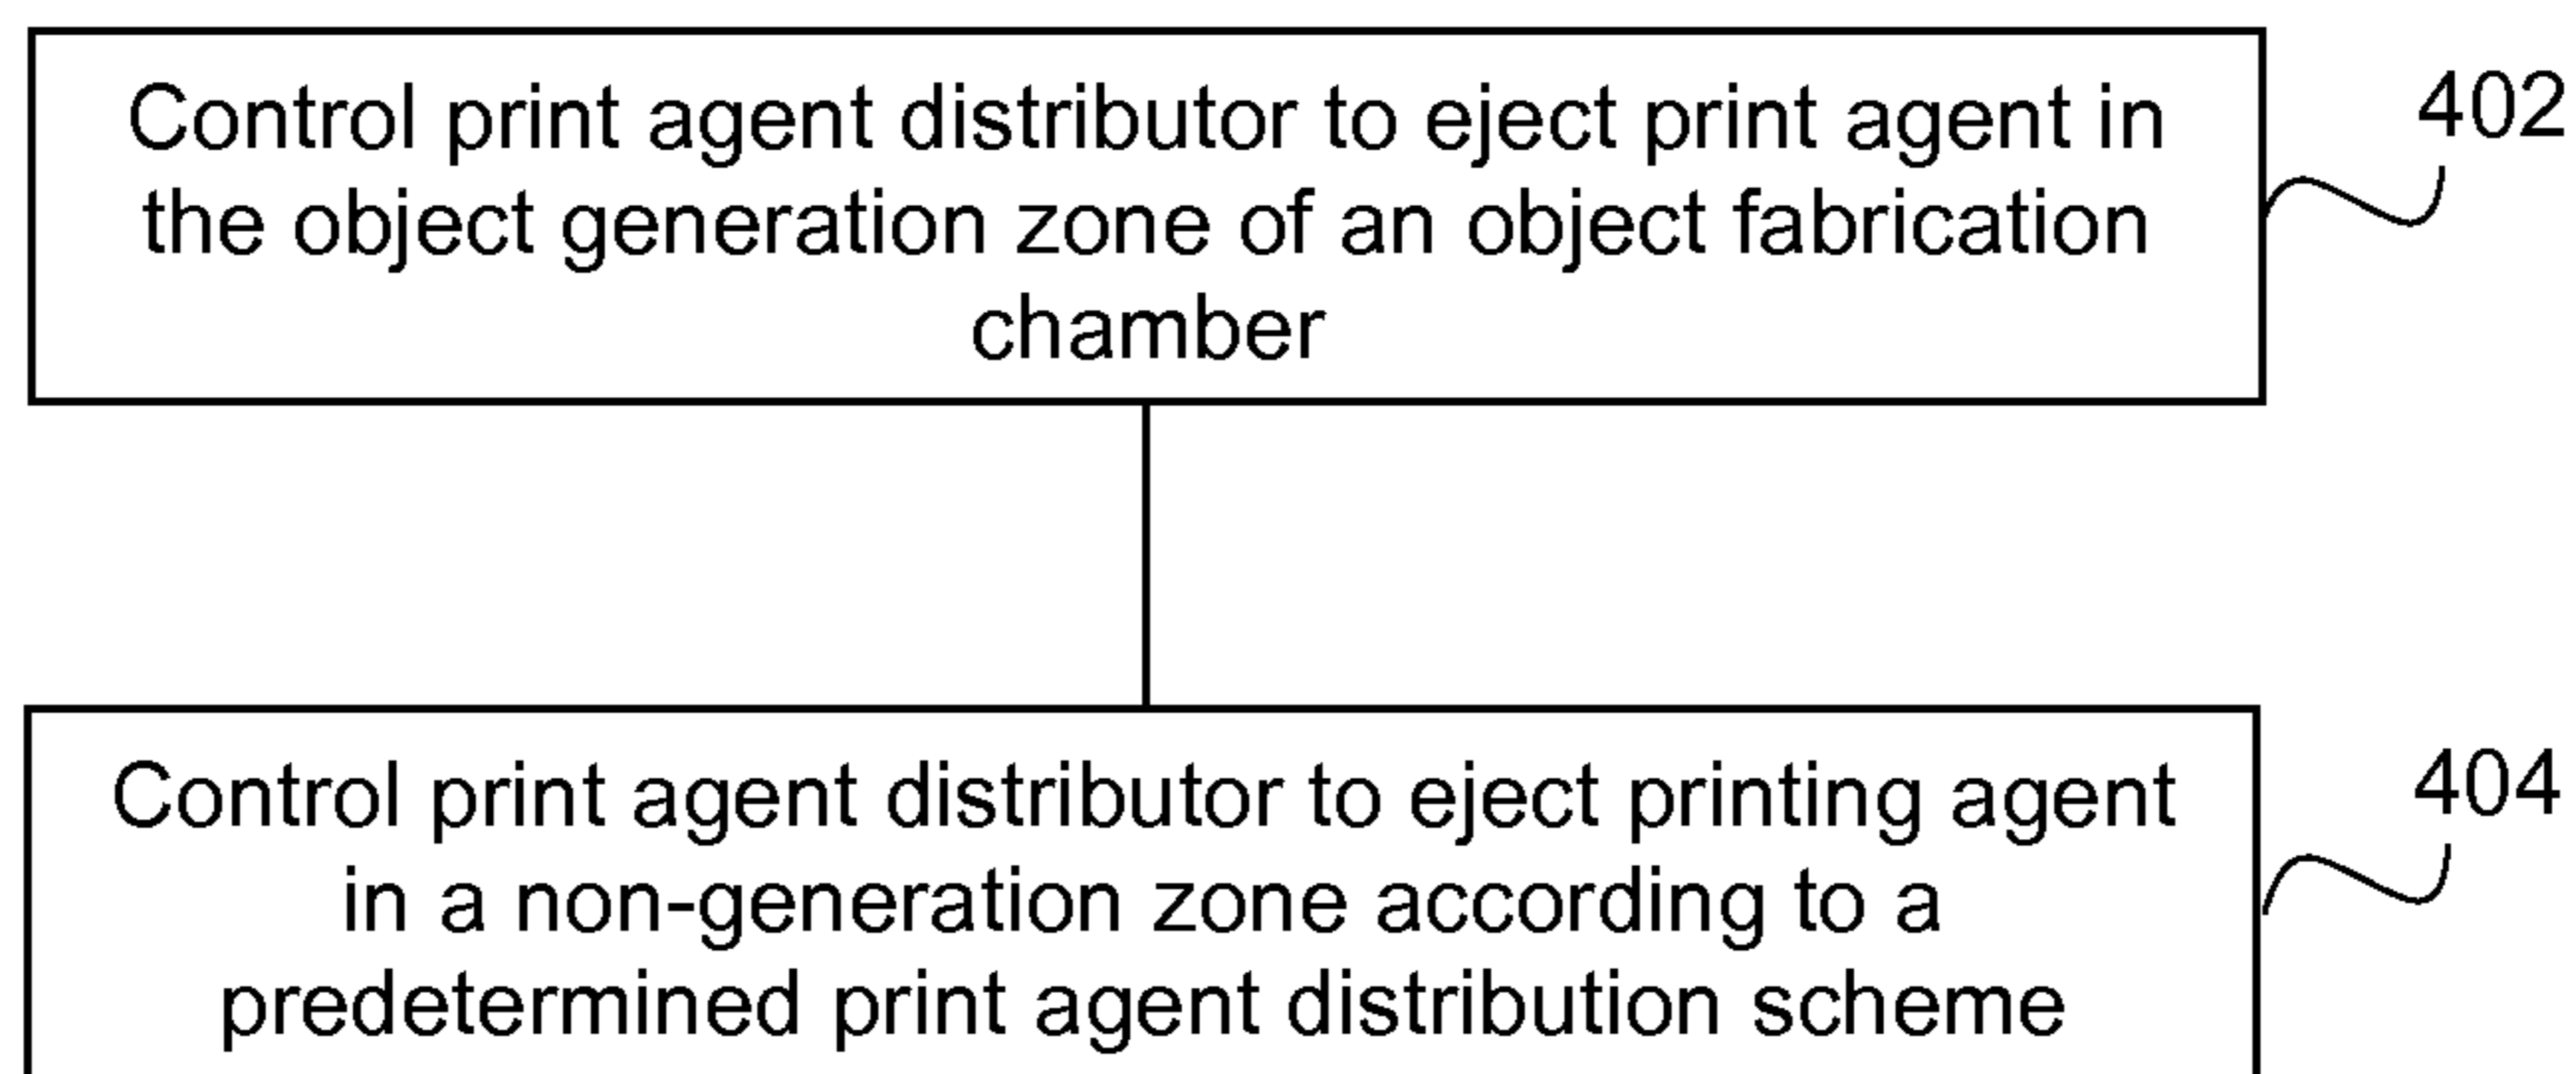 Control print agent distributor to eject print agent in
the object generation zone of an object fabrication
chamber
402
Control print agent distributor to eject printing agent
in a non-generation zone according to a
predetermined print agent distribution scheme
404